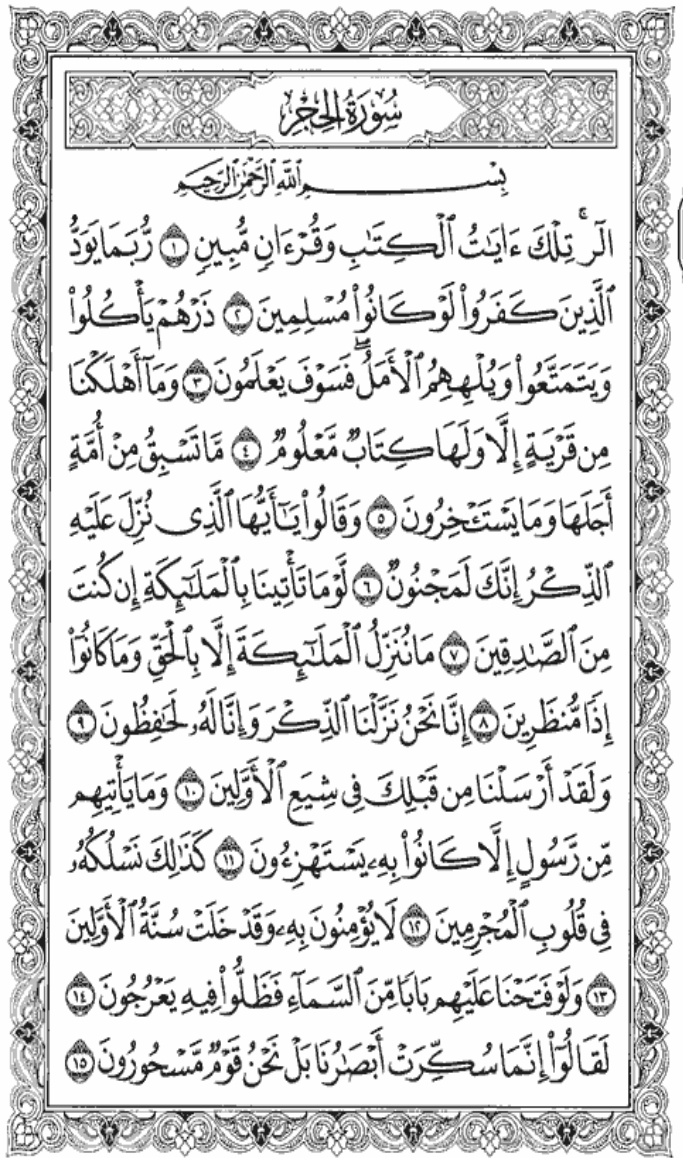 سُورَةُ الحِجْرِ
بِسْمِ ٱللَّهِ ٱلرَّحْمَٰنِ ٱلرَّحِيمِ
الٓرۚ تِلْكَ ءَايَٰتُ ٱلْكِتَٰبِ وَقُرْءَانٍ مُّبِينٍ ١ رُّبَمَا يَوَدُّ
ٱلَّذِينَ كَفَرُوا۟ لَوْ كَانُوا۟ مُسْلِمِينَ ٢ ذَرْهُمْ يَأْكُلُوا۟
وَيَتَمَتَّعُوا۟ وَيُلْهِهِمُ ٱلْأَمَلُۖ فَسَوْفَ يَعْلَمُونَ ٣ وَمَآ أَهْلَكْنَا
مِن قَرْيَةٍ إِلَّا وَلَهَا كِتَابٌ مَّعْلُومٌ ٤ مَّا تَسْبِقُ مِنْ أُمَّةٍ
أَجَلَهَا وَمَا يَسْتَـْٔخِرُونَ ٥ وَقَالُوا۟ يَٰٓأَيُّهَا ٱلَّذِى نُزِّلَ عَلَيْهِ
ٱلذِّكْرُ إِنَّكَ لَمَجْنُونٌ ٦ لَّوْ مَا تَأْتِينَا بِٱلْمَلَٰٓئِكَةِ إِن كُنتَ
مِنَ ٱلصَّٰدِقِينَ ٧ مَا نُنَزِّلُ ٱلْمَلَٰٓئِكَةَ إِلَّا بِٱلْحَقِّ وَمَا كَانُوٓا۟
إِذًا مُّنظَرِينَ ٨ إِنَّا نَحْنُ نَزَّلْنَا ٱلذِّكْرَ وَإِنَّا لَهُۥ لَحَٰفِظُونَ ٩
وَلَقَدْ أَرْسَلْنَا مِن قَبْلِكَ فِى شِيَعِ ٱلْأَوَّلِينَ ١٠ وَمَا يَأْتِيهِم
مِّن رَّسُولٍ إِلَّا كَانُوا۟ بِهِۦ يَسْتَهْزِءُونَ ١١ كَذَٰلِكَ نَسْلُكُهُۥ
فِى قُلُوبِ ٱلْمُجْرِمِينَ ١٢ لَا يُؤْمِنُونَ بِهِۦ وَقَدْ خَلَتْ سُنَّةُ ٱلْأَوَّلِينَ
١٣ وَلَوْ فَتَحْنَا عَلَيْهِم بَابًا مِّنَ ٱلسَّمَآءِ فَظَلُّوا۟ فِيهِ يَعْرُجُونَ ١٤
لَقَالُوٓا۟ إِنَّمَا سُكِّرَتْ أَبْصَٰرُنَا بَلْ نَحْنُ قَوْمٌ مَّسْحُورُونَ ١٥